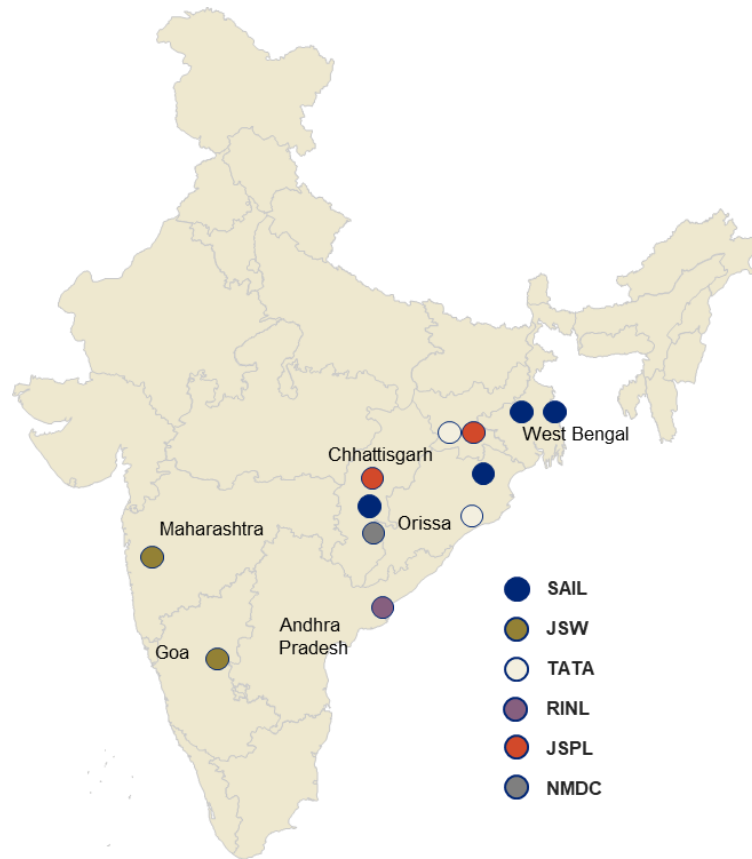 Chhattisgarh
West Bengal
Maharashtra
Orissa
Andhra
Pradesh
Goa
SAIL
JSW
TATA
RINL
JSPL
NMDC